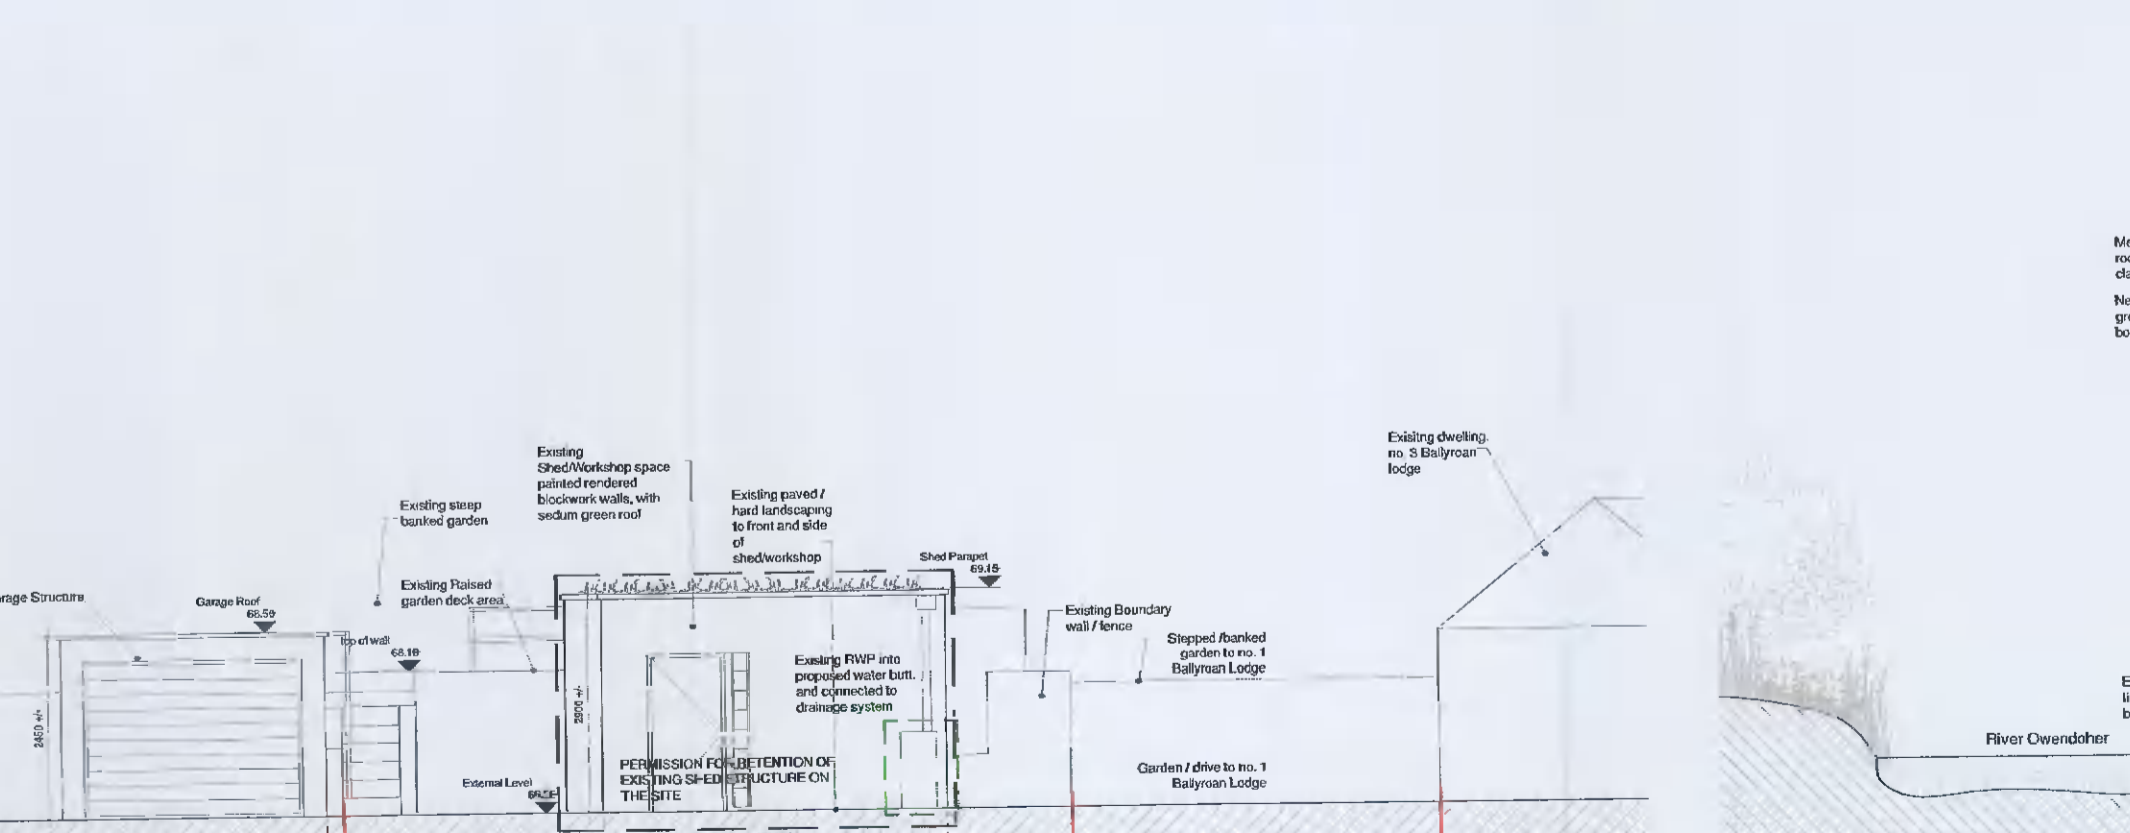 Existing
Shed/Workshop space
painted rendered
blockwork walls, with
sedum green roof
Existing steep
banked garden
Existing paved /
hard landscaping
to front and side
of
shed/workshop
Exisitng dwelling.
no. 3 Ballyroan
lodge
Shed Parapet
69.15
Structure
Garage Roof
68.50
Existing Raised
garden deck area
top of wall
68.10
Existing Boundary
wall / fence
Stepped /banked
garden to no. 1
Ballyroan Lodge
Existing RWP into
proposed water butt.
and connected to
drainage system
2450 +/-
2900 +/-
PERMISSION FOR RETENTION OF
EXISTING SHED STRUCTURE ON
THE SITE
External Level
Garden / drive to no. 1
Ballyroan Lodge
River Owendoher